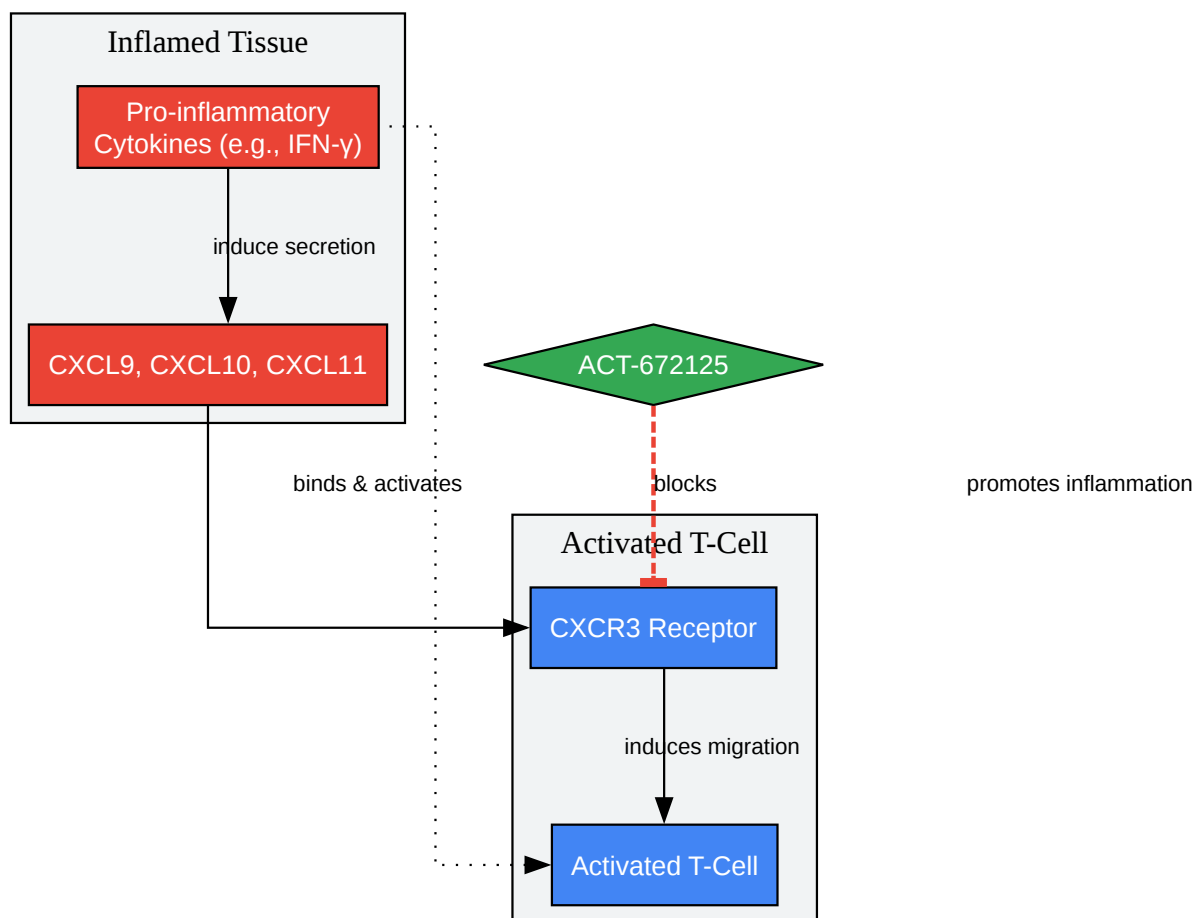 Inflamed Tissue
Pro-inflammatory
Cytokines (e.g., IFN-γ)
induce secretion
CXCL9, CXCL10, CXCL11
ACT-672125
binds & activates
blocks
promotes inflammation
Activated T-Cell
CXCR3 Receptor
induces migration
Activated T-Cell